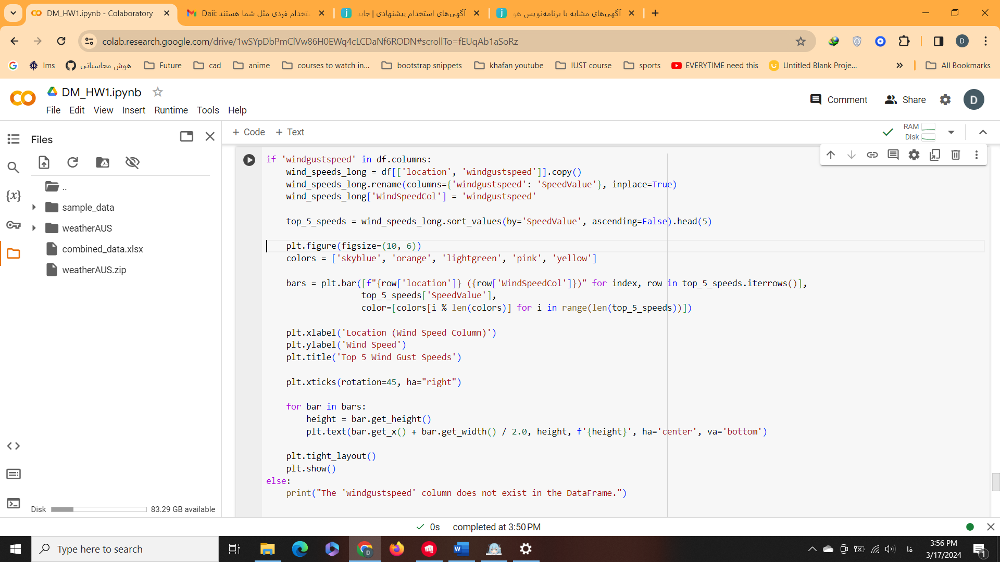 DM_HW1.ipynb - Colaboratory
Daii: ستخدام فردی مثل شما هستند
آگهی‌های استخدام پیشنهادی | جابی
آگهی‌های مشابه با برنامه‌نویس هو
colab.research.google.com/drive/1wSYpDbPmClVw86H0EWq4cLCDaNf6RODN#scrollTo=fEUqAb1aSoRz
D
lms
هوش محاسباتی
Future
cad
anime
courses to watch in...
bootstrap snippets
khafan youtube
IUST course
sports
EVERYTIME need this
Untitled Blank Proje...
All Bookmarks
DM_HW1.ipynb
File Edit View Insert Runtime Tools Help
Comment
Share
D
Files
+ Code + Text
RAM
Disk
..
sample_data
weatherAUS
combined_data.xlsx
weatherAUS.zip
{x}
if 'windgustspeed' in df.columns:
    wind_speeds_long = df[['location', 'windgustspeed']].copy()
    wind_speeds_long.rename(columns={'windgustspeed': 'SpeedValue'}, inplace=True)
    wind_speeds_long['WindSpeedCol'] = 'windgustspeed'
    top_5_speeds = wind_speeds_long.sort_values(by='SpeedValue', ascending=False).head(5)
    plt.figure(figsize=(10, 6))
    colors = ['skyblue', 'orange', 'lightgreen', 'pink', 'yellow']
    bars = plt.bar([f"{row['location']} ({row['WindSpeedCol']})" for index, row in top_5_speeds.iterrows()],
                   top_5_speeds['SpeedValue'],
                   color=[colors[i % len(colors)] for i in range(len(top_5_speeds))])
    plt.xlabel('Location (Wind Speed Column)')
    plt.ylabel('Wind Speed')
    plt.title('Top 5 Wind Gust Speeds')
    plt.xticks(rotation=45, ha="right")
    for bar in bars:
        height = bar.get_height()
        plt.text(bar.get_x() + bar.get_width() / 2.0, height, f'{height}', ha='center', va='bottom')
    plt.tight_layout()
    plt.show()
else:
    print("The 'windgustspeed' column does not exist in the DataFrame.")
Disk
83.29 GB available
0s completed at 3:50 PM
Type here to search
فا
3:56 PM
3/17/2024
1